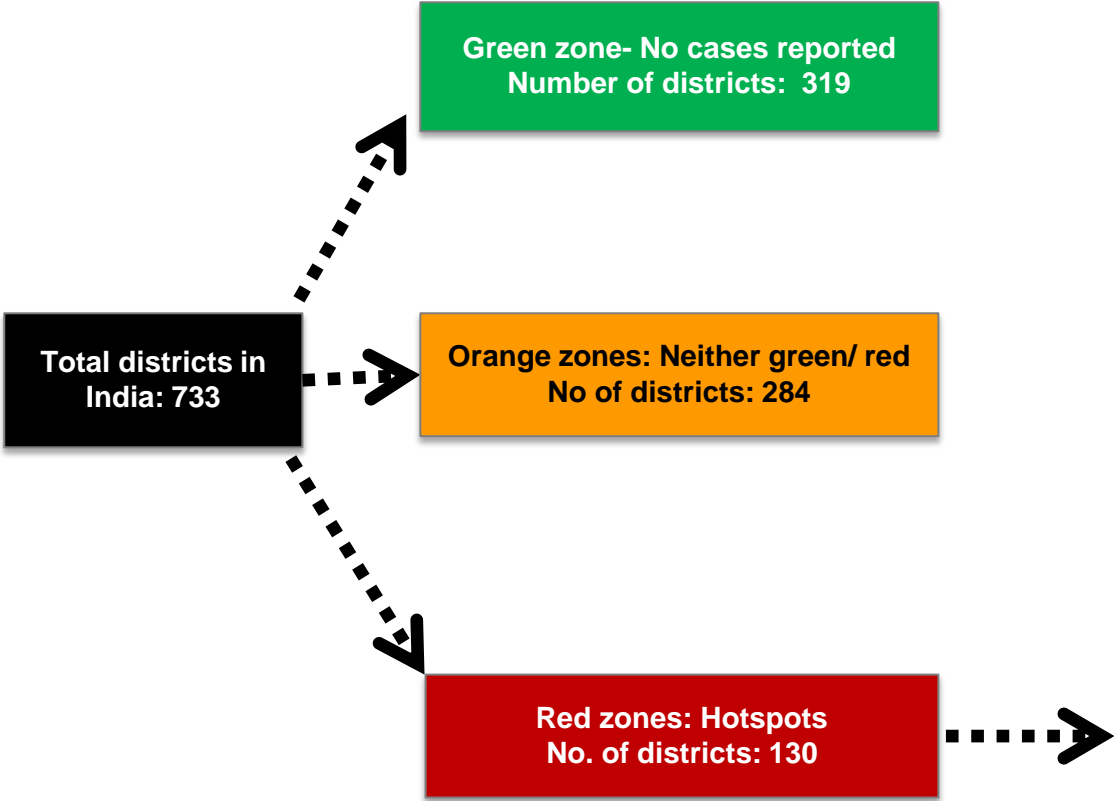 Green zone- No cases reported
Number of districts:  319
Total districts in
India: 733
Orange zones: Neither green/ red
No of districts: 284
Red zones: Hotspots
No. of districts: 130